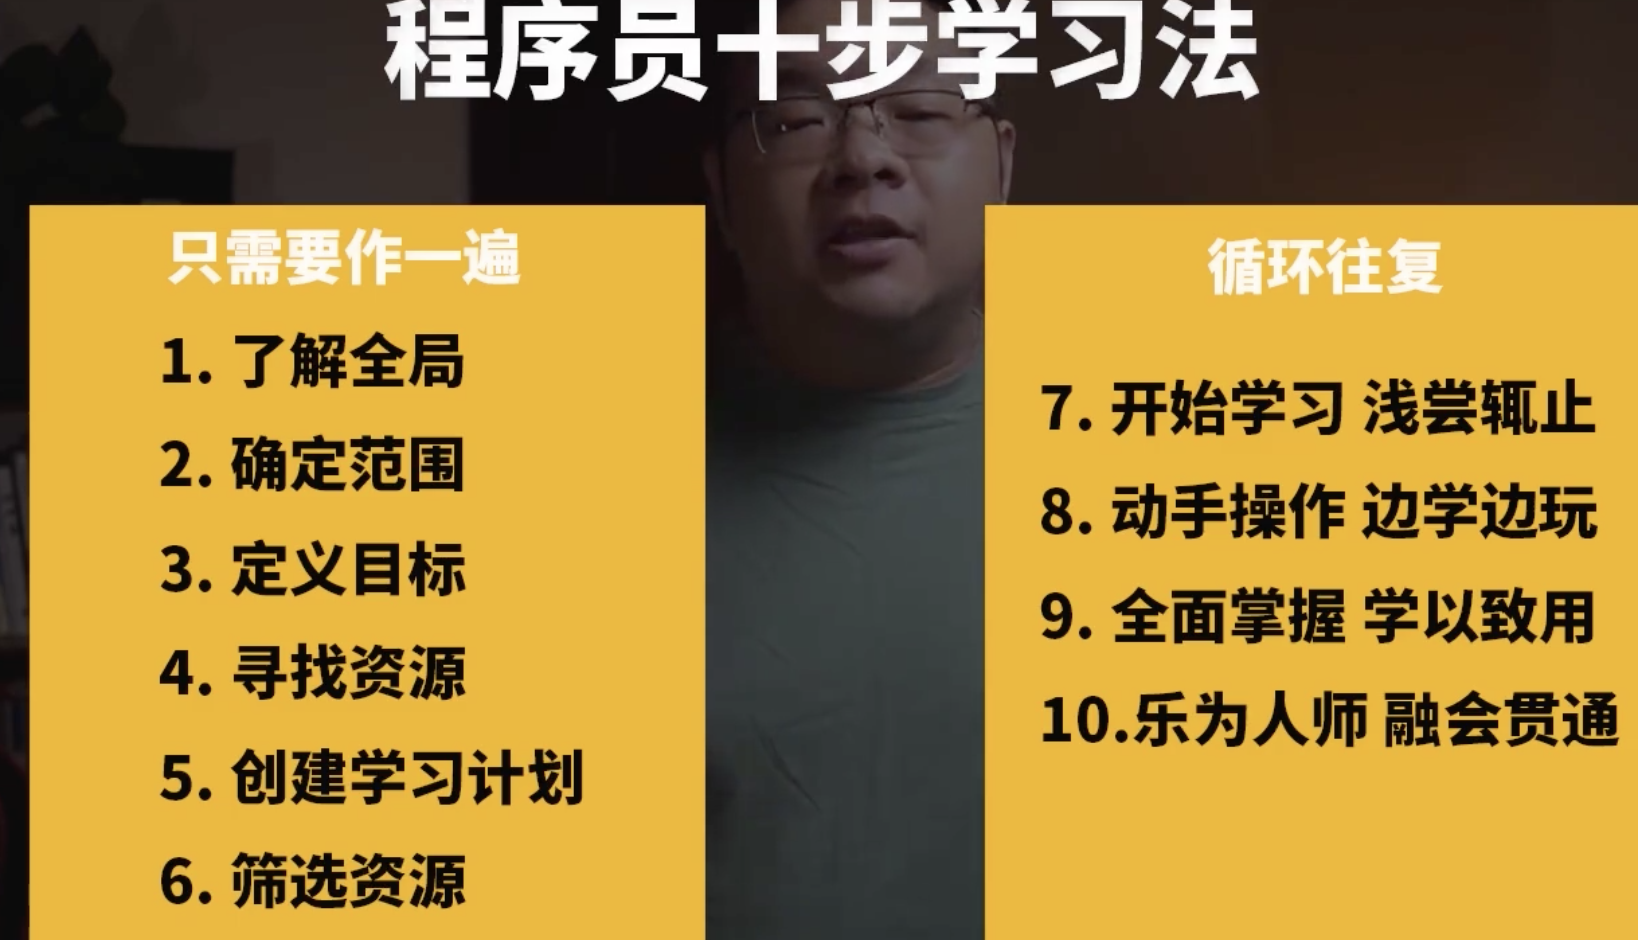 程序员十步学习法
只需要作一遍
1. 了解全局
2. 确定范围
3. 定义目标
4. 寻找资源
5. 创建学习计划
6. 筛选资源
循环往复
7. 开始学习 浅尝辄止
8. 动手操作 边学边玩
9. 全面掌握 学以致用
10.乐为人师 融会贯通